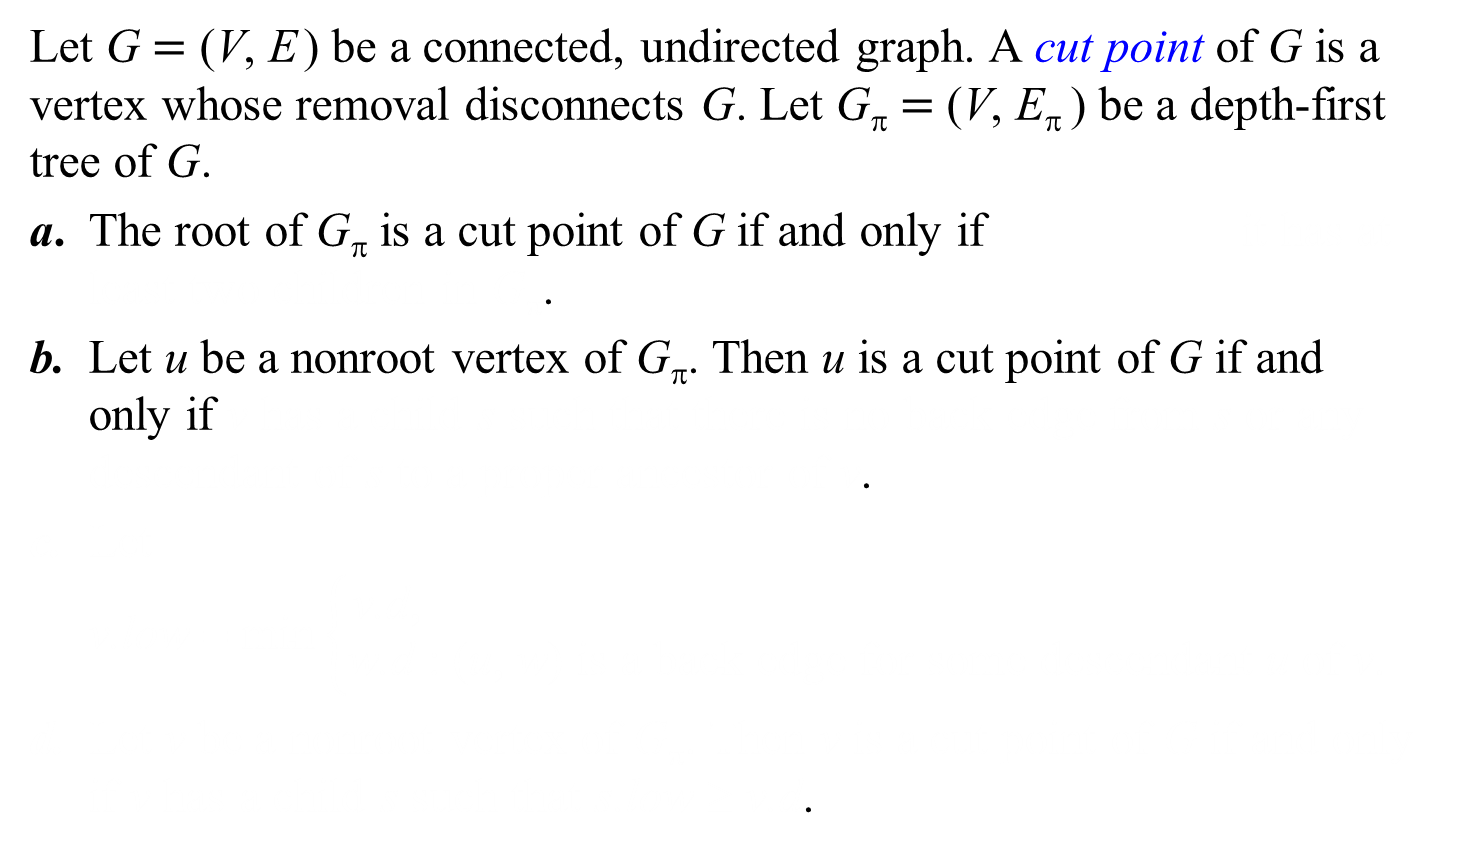 Let G = (V, E) be a connected, undirected graph. A cut point of G is a
vertex whose removal disconnects G. Let Gπ = (V, Eπ) be a depth-first
tree of G.
a. The root of Gπ is a cut point of G if and only if
.
b. Let u be a nonroot vertex of Gπ. Then u is a cut point of G if and
only if
.
.